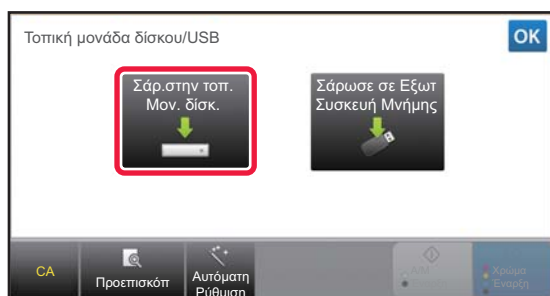 Τοπική μονάδα δίσκου/USB
OK
Σάρ.στην τοπ.
Μον. δίσκ.
Σάρωσε σε Εξωτ
Συσκευή Μνήμης
CA
Προεπισκόπ
Αυτόματη
Ρύθμιση
Χρώμα
Έναρξη